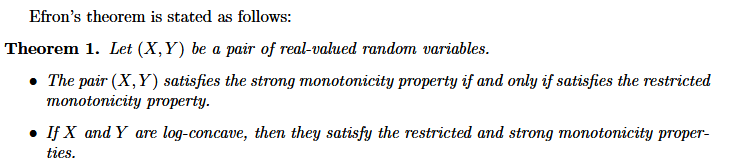 Efron's theorem is stated as follows:
Theorem 1. Let (X, Y) be a pair of real-valued random variables.
• The pair (X, Y) satisfies the strong monotonicity property if and only if satisfies the restricted
monotonicity property.
• If X and Y are log-concave, then they satisfy the restricted and strong monotonicity proper-
ties.